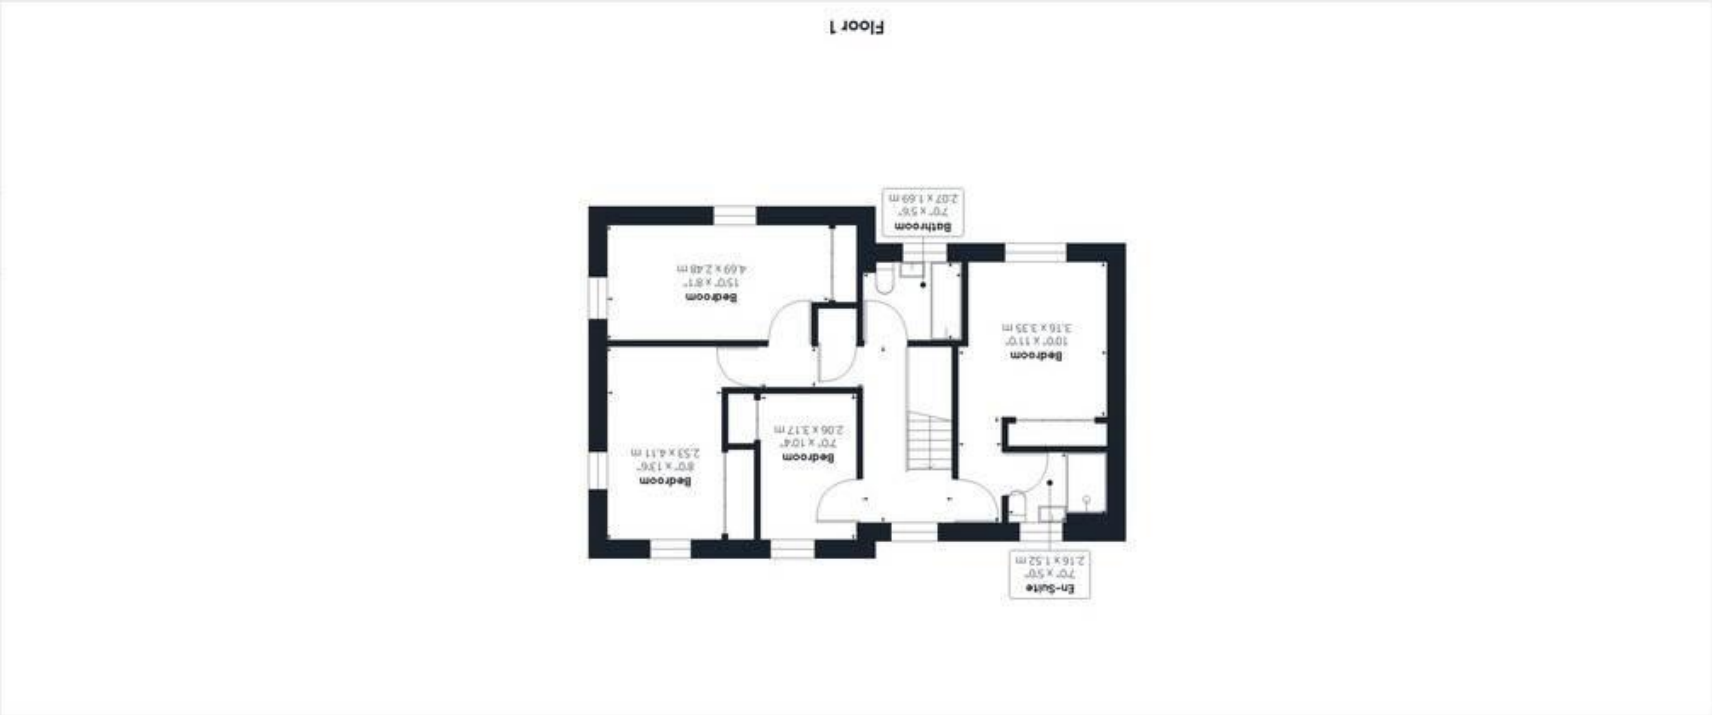 En-Suite
7'0" x 5'0"
2.16 x 1.52 m
Bedroom
8'0" x 13'6"
2.53 x 4.11 m
Bedroom
7'0" x 10'4"
2.06 x 3.17 m
Bedroom
10'0" x 11'0"
3.16 x 3.35 m
Bedroom
15'0" x 8'1"
4.69 x 2.48 m
Bathroom
7'0" x 5'6"
2.07 x 1.69 m
Floor 1